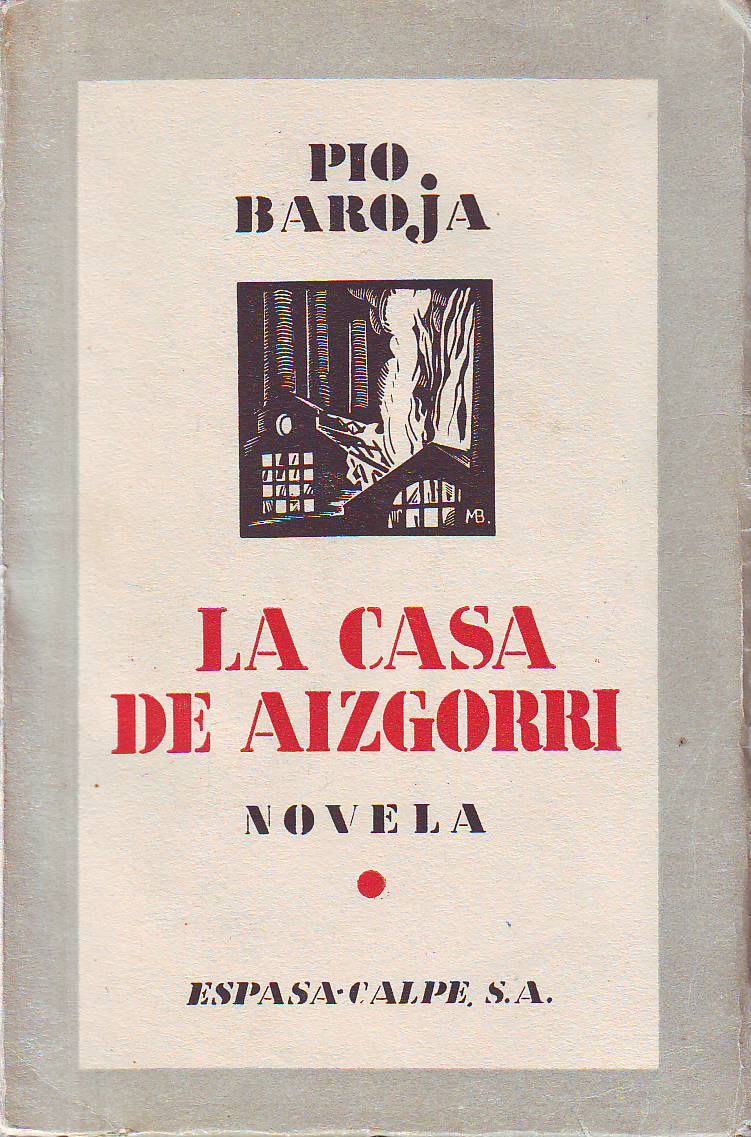 PIO
BAROJA
MB.
LA CASA
DE AIZGORRI
NOVELA
ESPASA-CALPE, S.A.